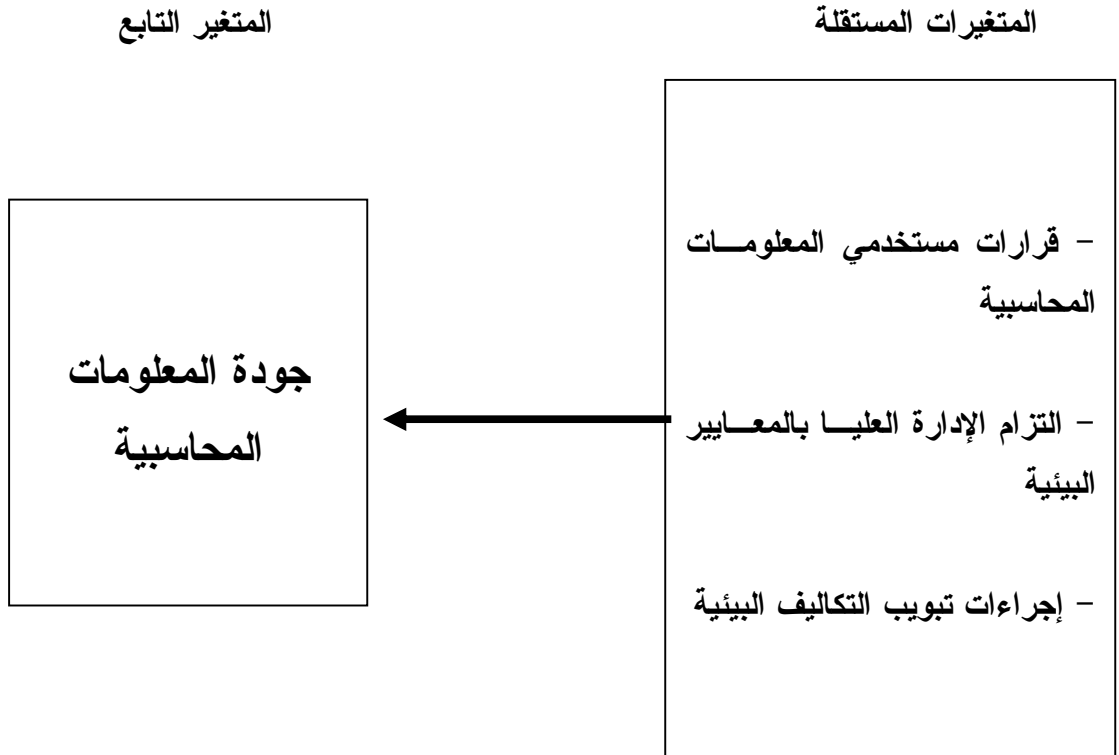 المتغيرات المستقلة
المتغير التابع
- قرارات مستخدمي المعلومات
المحاسبية
- التزام الإدارة العليا بالمعايير
البيئية
- إجراءات تبويب التكاليف البيئية
جودة المعلومات
المحاسبية